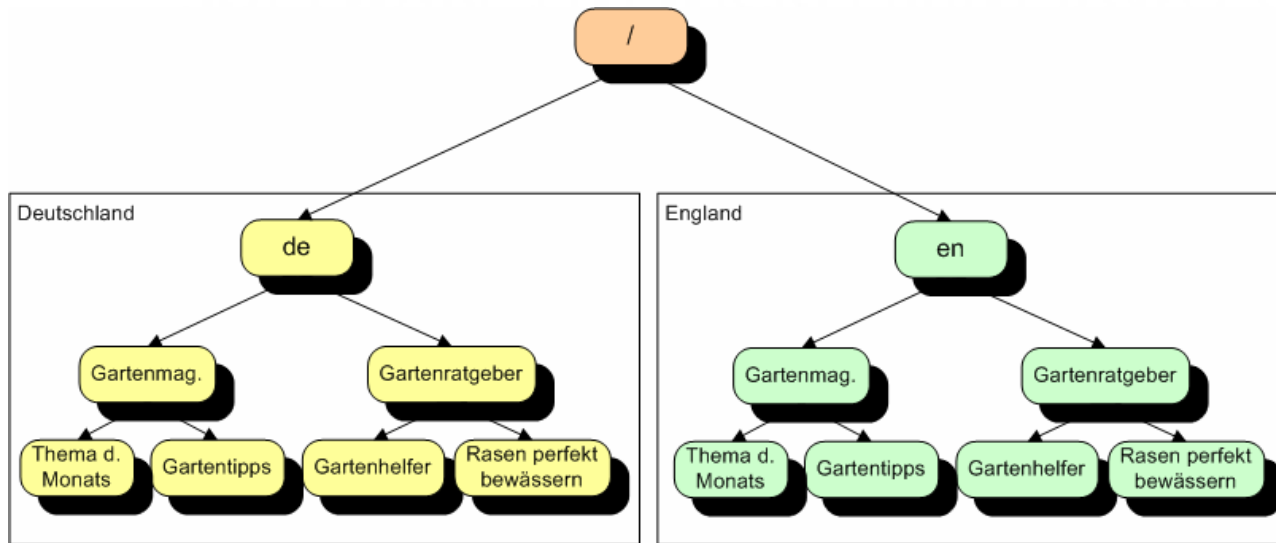 /
Deutschland
de
Gartenmag.
Gartenratgeber
Thema d.
Monats
Gartentipps
Gartenhelfer
Rasen perfekt
bewässern
England
en
Gartenmag.
Gartenratgeber
Thema d.
Monats
Gartentipps
Gartenhelfer
Rasen perfekt
bewässern